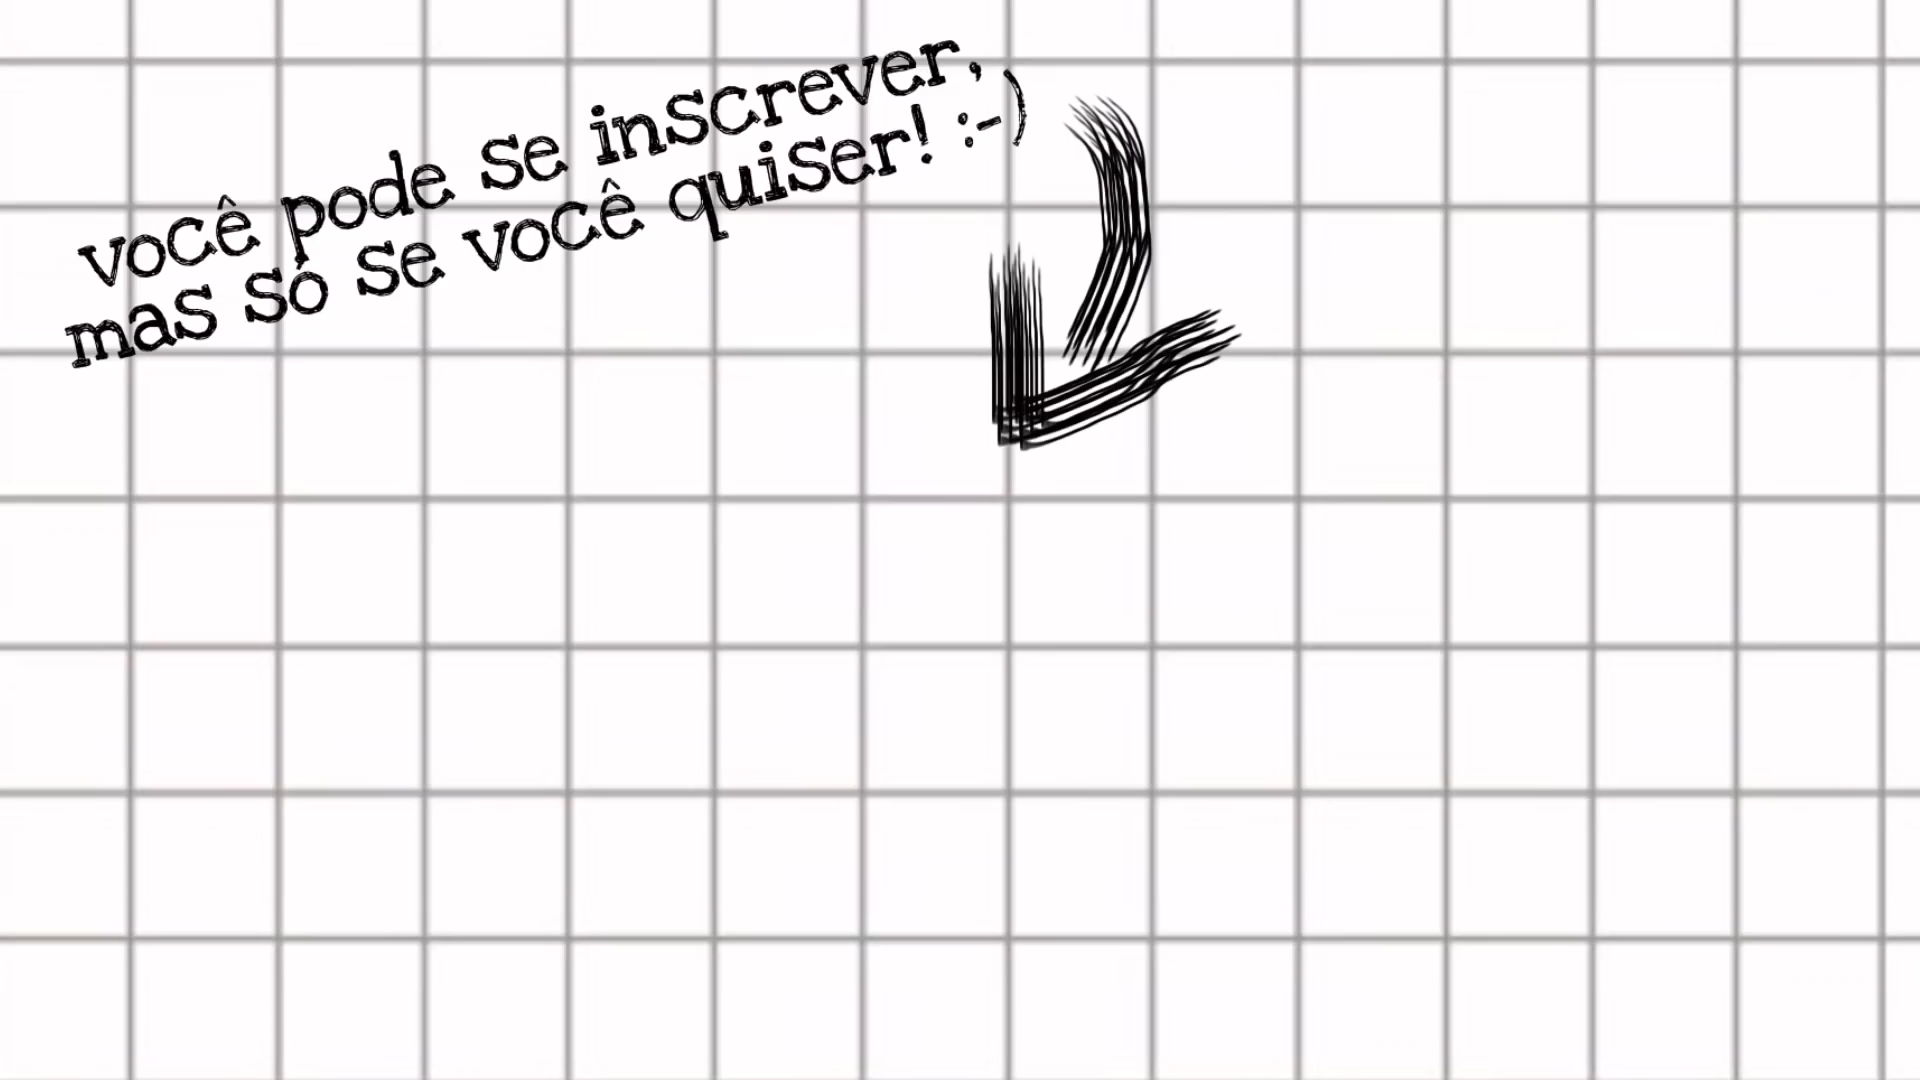 você pode se inscrever,
mas só se você quiser! :-)